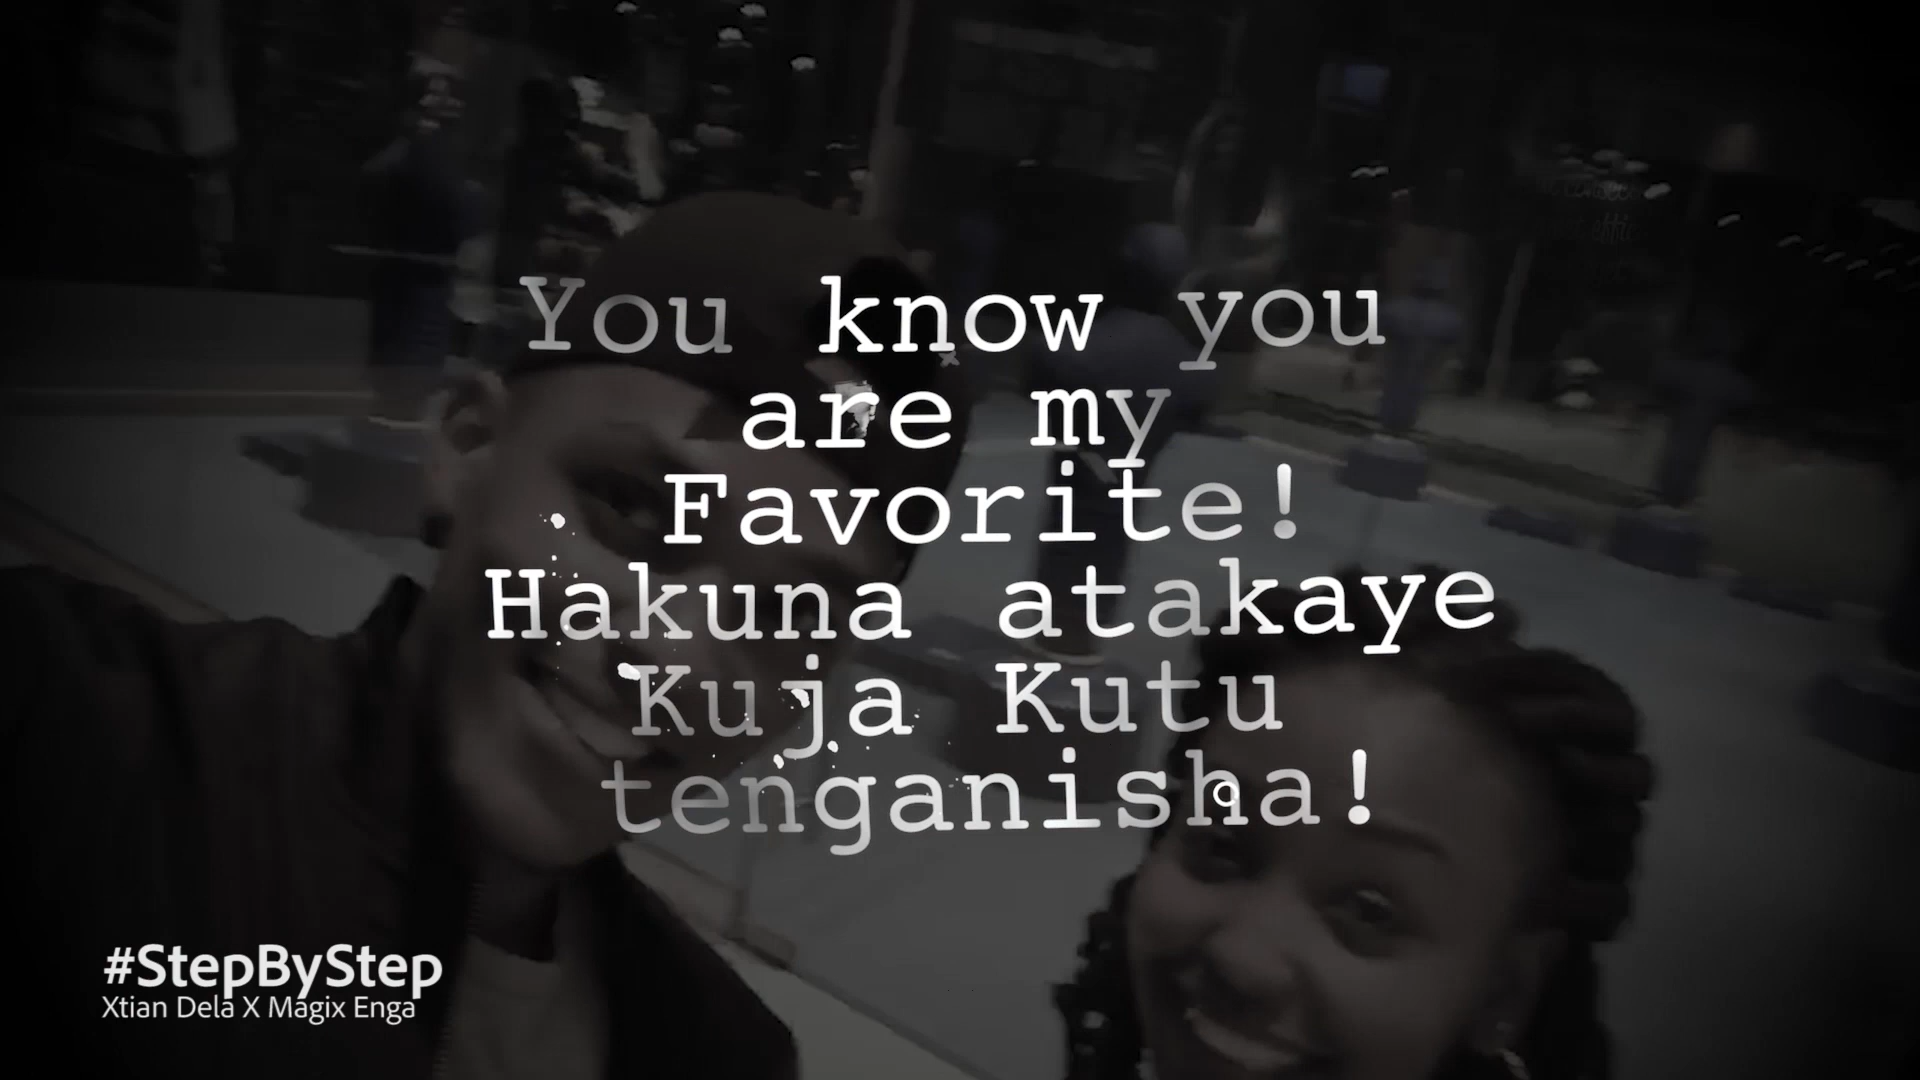 You know you
are my
Favorite!
Hakuna atakaye
Kuja Kutu
tenganisha!
#StepByStep
Xtian Dela X Magix Enga